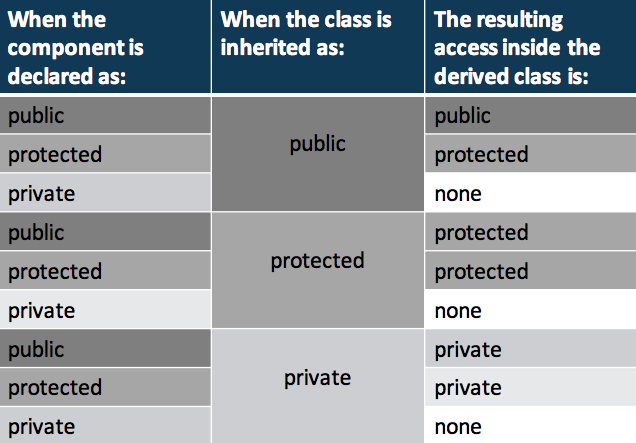 When the component is declared as:
When the class is inherited as:
The resulting access inside the derived class is:
public
public
public
protected
protected
private
none
public
protected
protected
protected
protected
private
none
public
private
private
protected
private
private
none